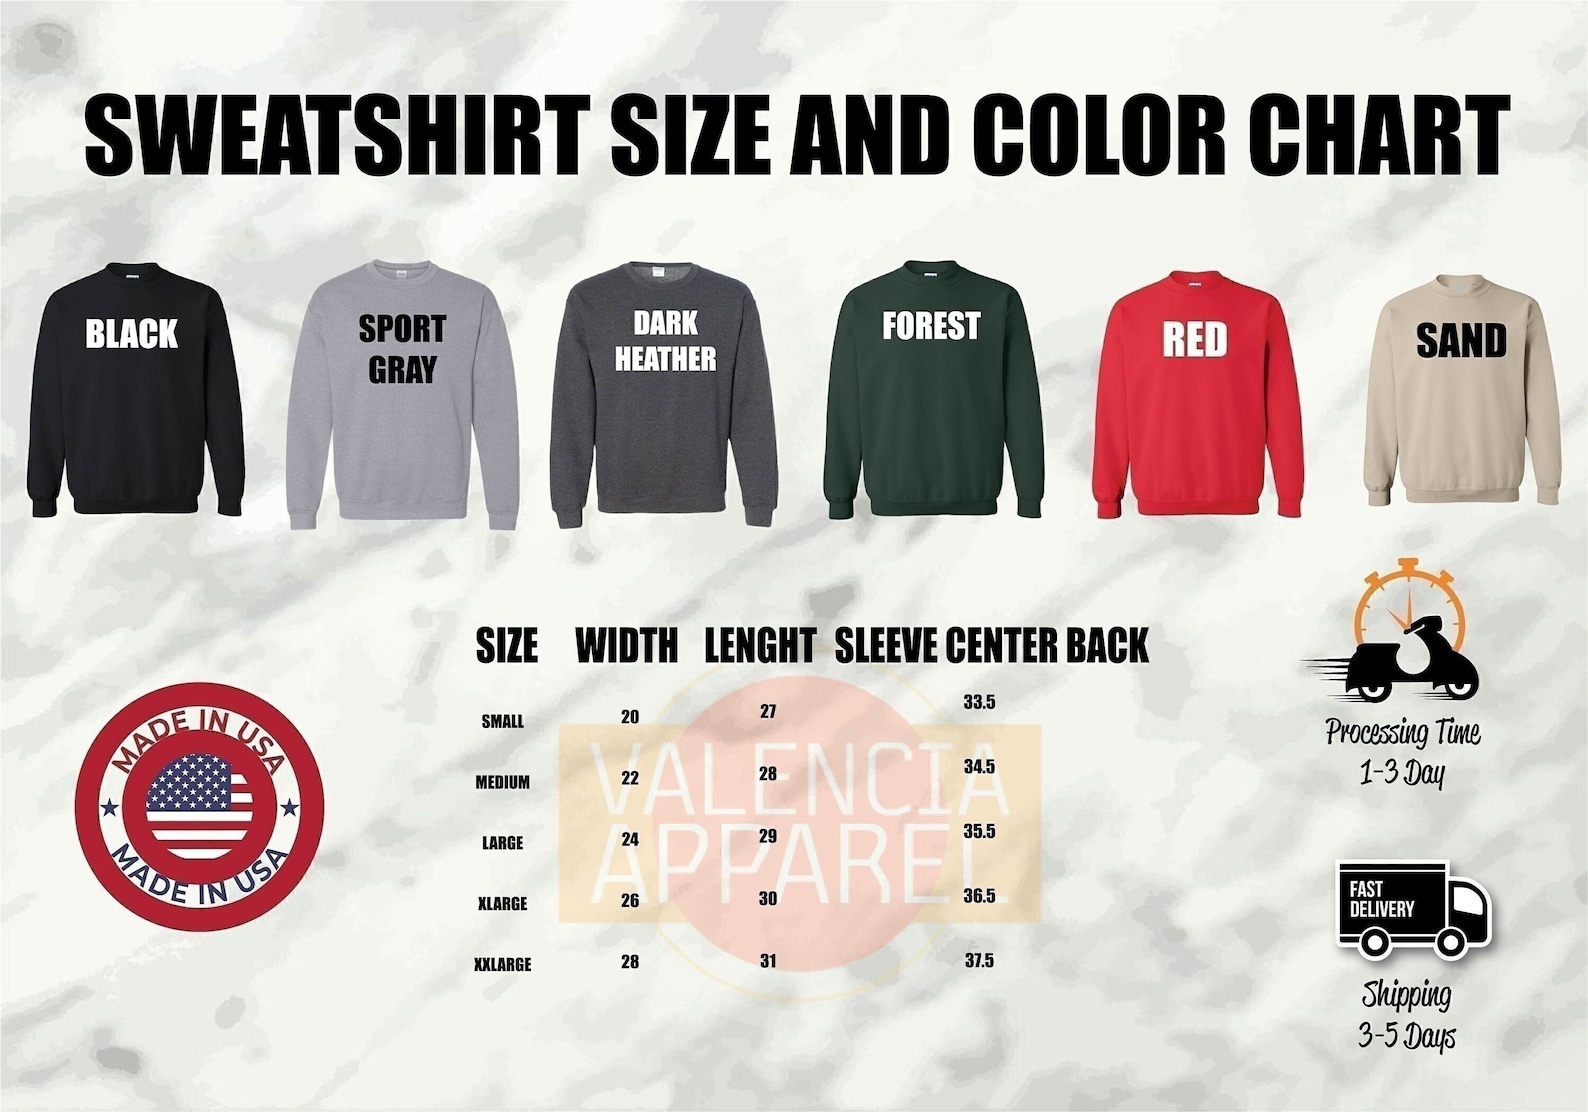 SWEATSHIRT SIZE AND COLOR CHART
BLACK
SPORT
GRAY
DARK
HEATHER
FOREST
RED
SAND
SIZE WIDTH LENGHT SLEEVE CENTER BACK
SMALL 20 27 33.5
MEDIUM 22 28 34.5
LARGE 24 29 35.5
XLARGE 26 30 36.5
XXLARGE 28 31 37.5
VALENCIA
APPAREL
MADE IN USA
MADE IN USA
Processing Time
1-3 Day
FAST
DELIVERY
Shipping
3-5 Days